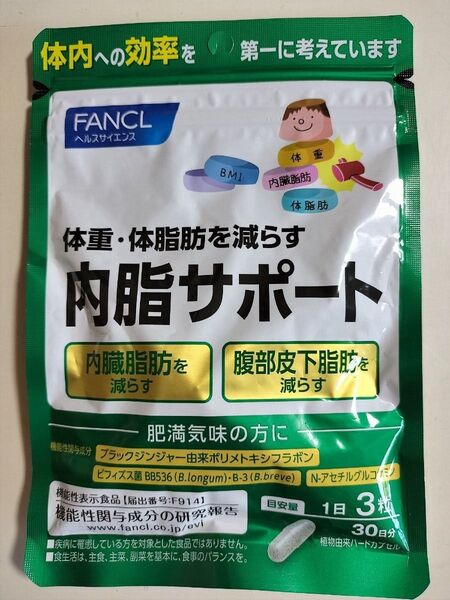 体内への効率を 第一に考えています
FANCL
ヘルスサイエンス
体重
BMI
内臓脂肪
体脂肪
体重・体脂肪を減らす
内脂サポート
内臓脂肪を
減らす
腹部皮下脂肪を
減らす
肥満気味の方に
機能性関与成分
ブラックジンジャー由来ポリメトキシフラボン
ビフィズス菌 BB536 (B.longum)・B-3 (B.breve)
N-アセチルグルコサミン
機能性表示食品【届出番号:F914】
機能性関与成分の研究報告
www.fancl.co.jp/evi
目安量 1日3粒
30日分
植物由来ハードカプセル
■疾病に罹患している方を対象とした食品ではありません。
■食生活は、主食、主菜、副菜を基本に、食事のバランスを。